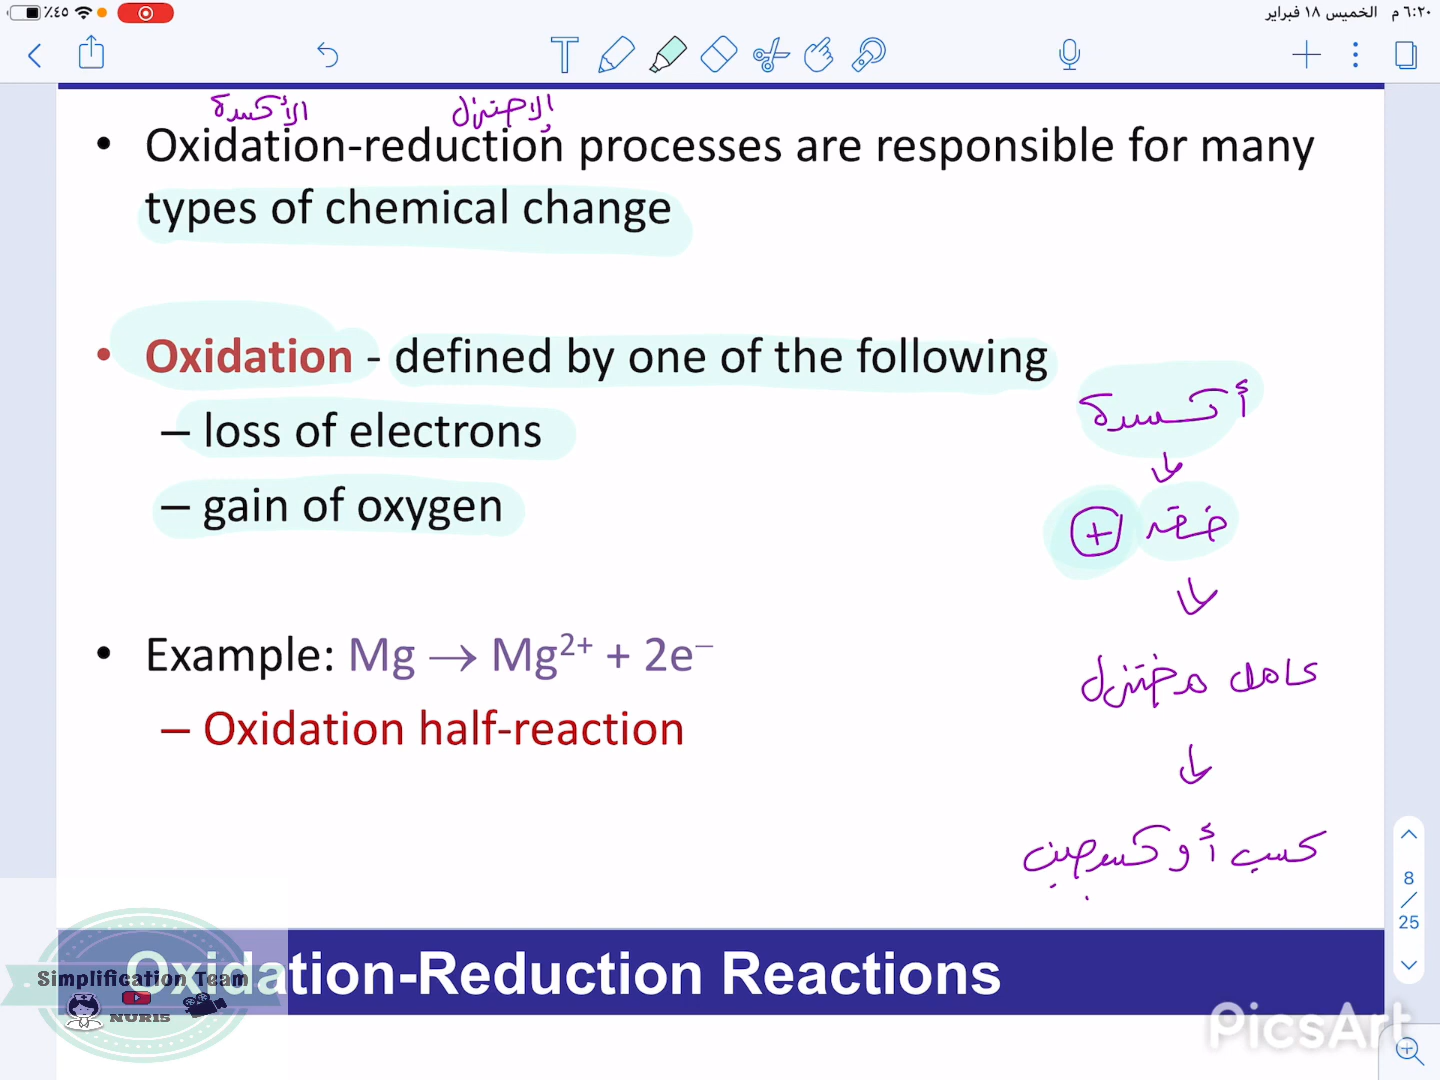 ٪٤٥
٦:٢٠ م الخميس ١٨ فبراير
الأكسدة
الاختزال
• Oxidation-reduction processes are responsible for many
types of chemical change
• Oxidation - defined by one of the following
– loss of electrons
– gain of oxygen
أكسدة
فقد +
عامل مختزل
كسب أوكسجين
• Example: Mg → Mg²⁺ + 2e⁻
– Oxidation half-reaction
8
/
25
Oxidation-Reduction Reactions
Simplification Team
NURIS
PicsArt